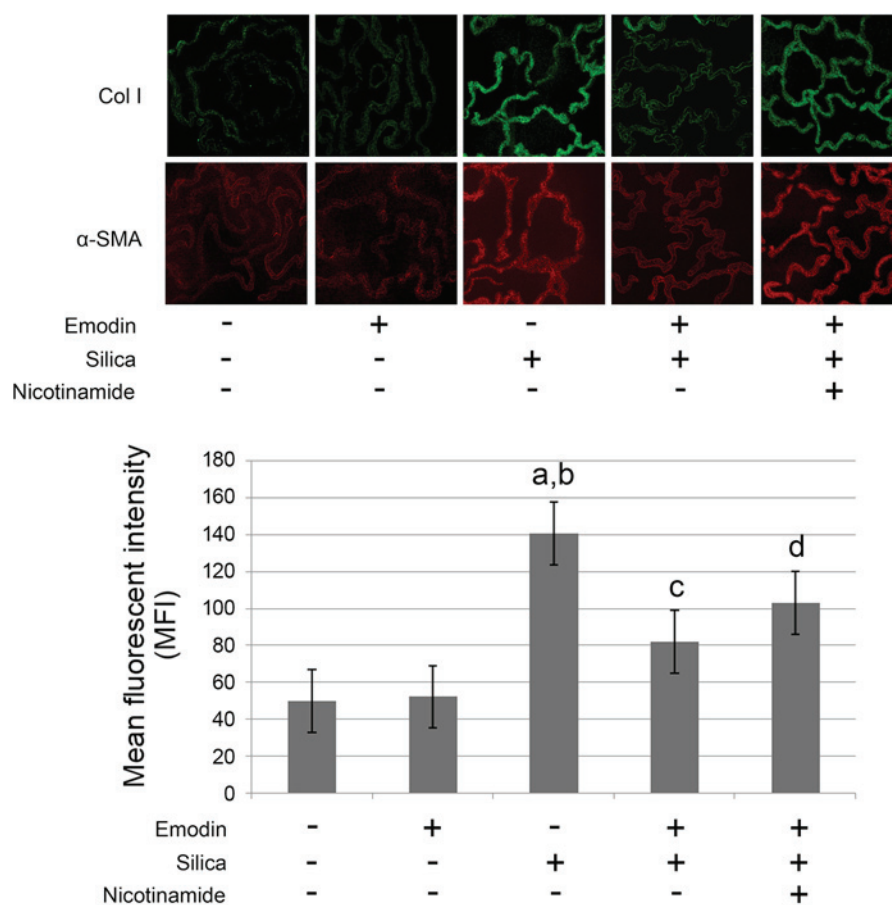 Col I
α-SMA
Emodin - + - + +
Silica - - + + +
Nicotinamide - - - - +
Mean fluorescent intensity
(MFI)
180
160
140
120
100
80
60
40
20
0
a,b
c
d
Emodin - + - + +
Silica - - + + +
Nicotinamide - - - - +